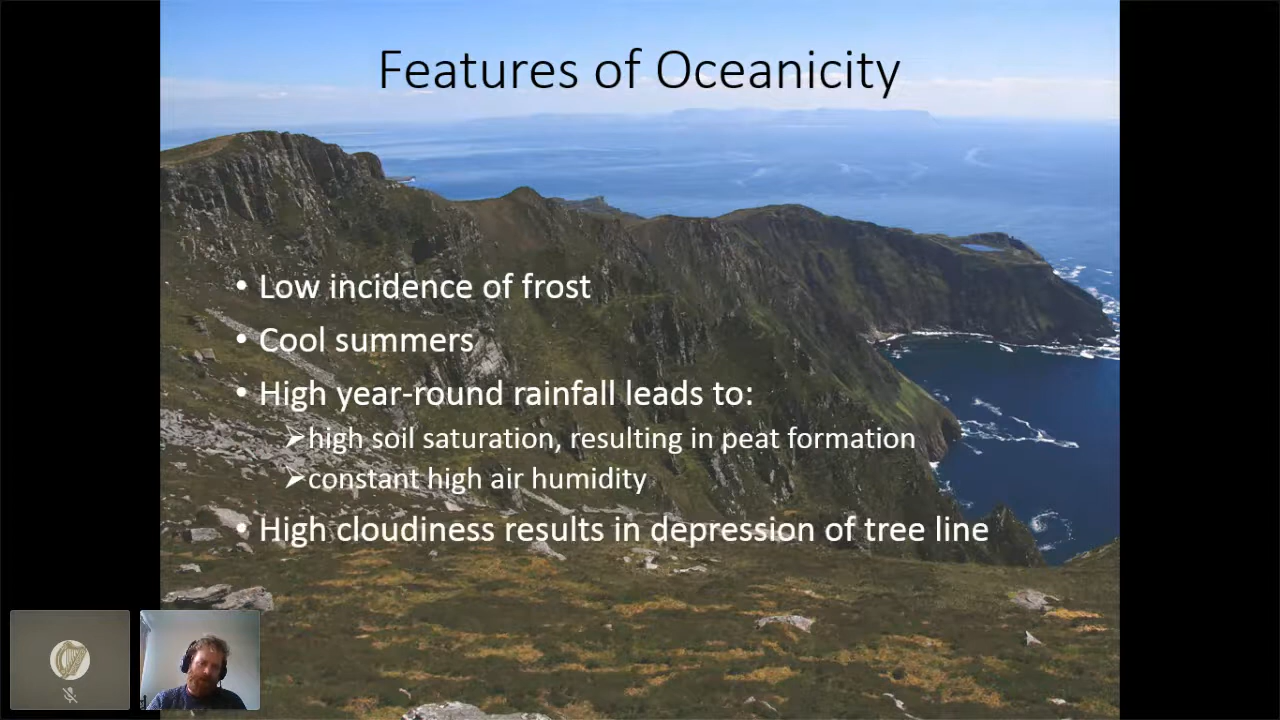 Features of Oceanicity
• Low incidence of frost
• Cool summers
• High year-round rainfall leads to:
➢high soil saturation, resulting in peat formation
➢constant high air humidity
• High cloudiness results in depression of tree line